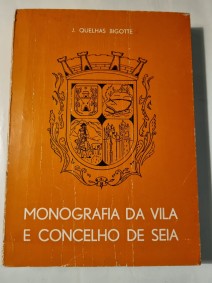 J. QUELHAS BIGOTTE
MONOGRAFIA DA VILA
E CONCELHO DE SEIA